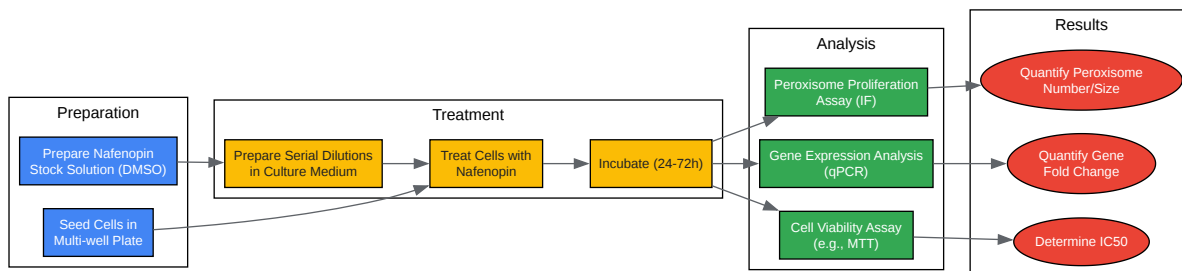 Preparation
Prepare Nafenopin
Stock Solution (DMSO)
Seed Cells in
Multi-well Plate
Treatment
Prepare Serial Dilutions
in Culture Medium
Treat Cells with
Nafenopin
Incubate (24-72h)
Analysis
Peroxisome Proliferation
Assay (IF)
Gene Expression Analysis
(qPCR)
Cell Viability Assay
(e.g., MTT)
Results
Quantify Peroxisome
Number/Size
Quantify Gene
Fold Change
Determine IC50